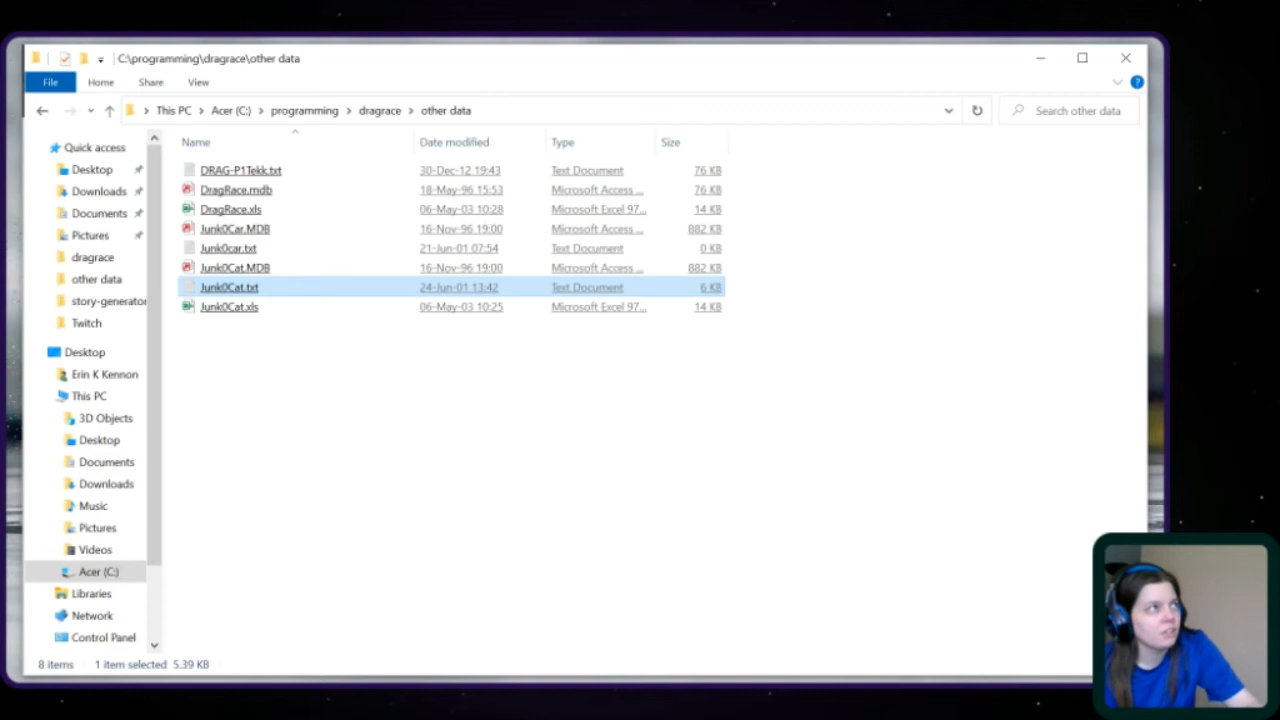 C:\programming\dragrace\other data
File Home Share View
This PC Acer (C:) programming dragrace other data Search other data
Name Date modified Type Size
DRAG-P1Tekk.txt 30-Dec-12 19:43 Text Document 76 KB
DragRace.mdb 18-May-96 15:53 Microsoft Access ... 76 KB
DragRace.xls 06-May-03 10:28 Microsoft Excel 97... 14 KB
Junk0Car.MDB 16-Nov-96 19:00 Microsoft Access ... 882 KB
Junk0car.txt 21-Jun-01 07:54 Text Document 0 KB
Junk0Cat.MDB 16-Nov-96 19:00 Microsoft Access ... 882 KB
Junk0Cat.txt 24-Jun-01 13:42 Text Document 6 KB
Junk0Cat.xls 06-May-03 10:25 Microsoft Excel 97... 14 KB
Quick access
Desktop
Downloads
Documents
Pictures
dragrace
other data
story-generator
Twitch
Desktop
Erin K Kennon
This PC
3D Objects
Desktop
Documents
Downloads
Music
Pictures
Videos
Acer (C:)
Libraries
Network
Control Panel
8 items 1 item selected 5.39 KB